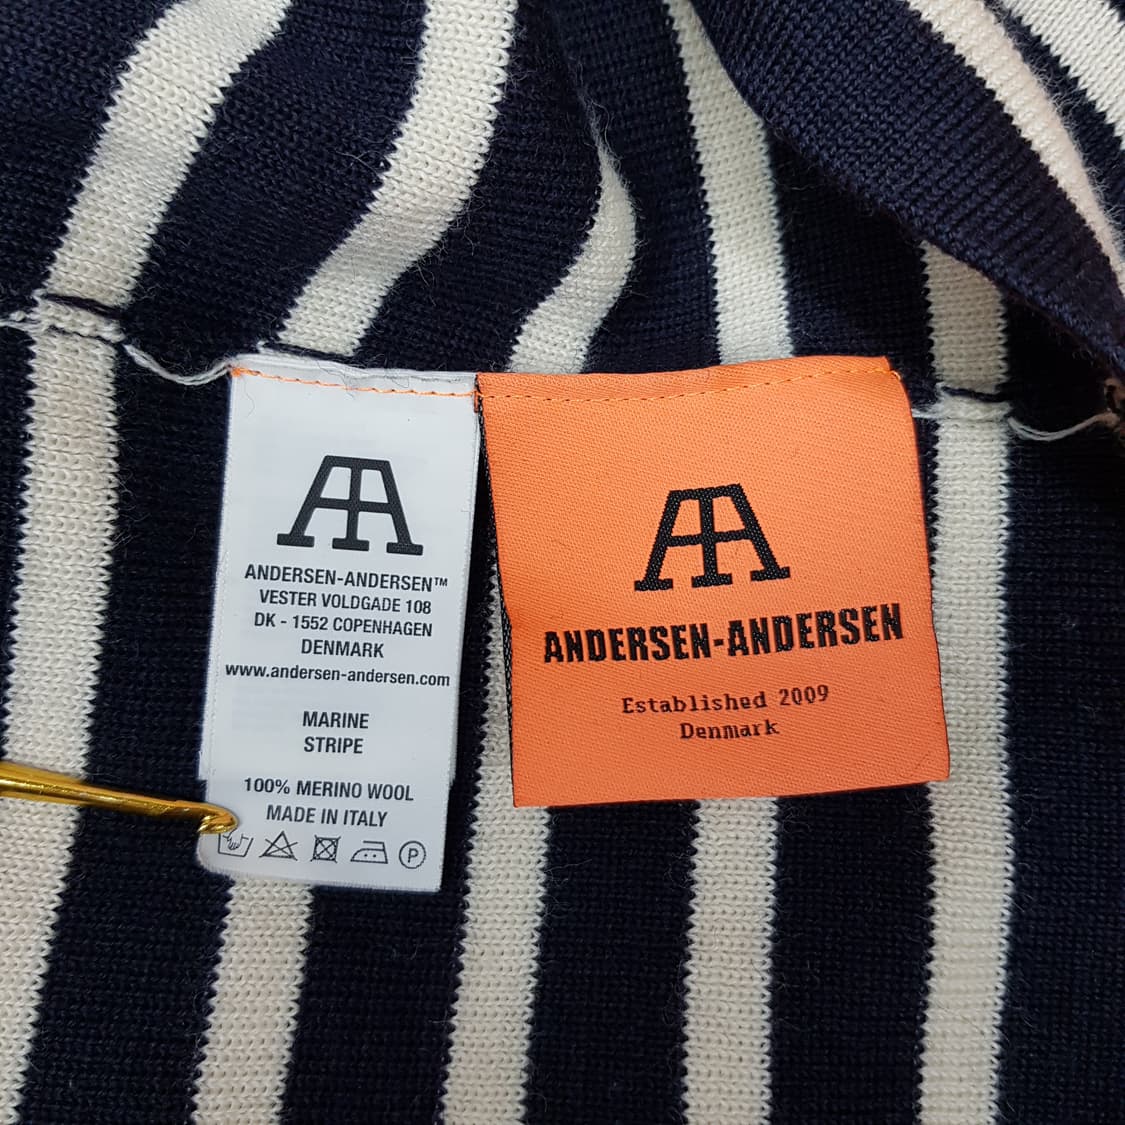 ANDERSEN-ANDERSEN™
VESTER VOLDGADE 108
DK - 1552 COPENHAGEN
DENMARK
www.andersen-andersen.com
MARINE
STRIPE
100% MERINO WOOL
MADE IN ITALY
P
AA
ANDERSEN-ANDERSEN
Established 2009
Denmark